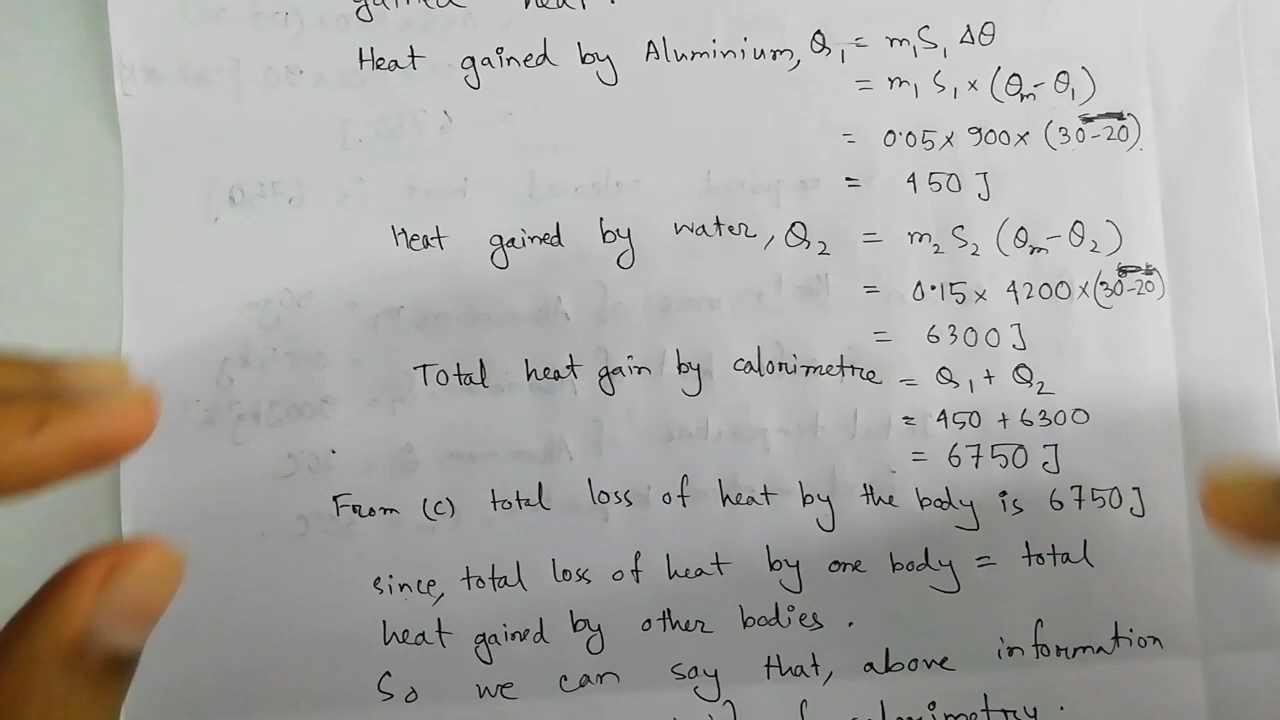 gained heat.
Heat gained by Aluminium, Q₁ = m₁S₁ Δθ
= m₁ S₁ × (θₘ-θ₁)
= 0.05 × 900 × (30-20)
= 450 J
Heat gained by water, Q₂ = m₂ S₂ (θₘ-θ₂)
= 0.15 × 4200 × (30-20)
= 6300 J
Total heat gain by calorimetre = Q₁ + Q₂
= 450 + 6300
= 6750 J
From (c) total loss of heat by the body is 6750 J
since, total loss of heat by one body = total
heat gained by other bodies.
So we can say that, above information
calorimetry.